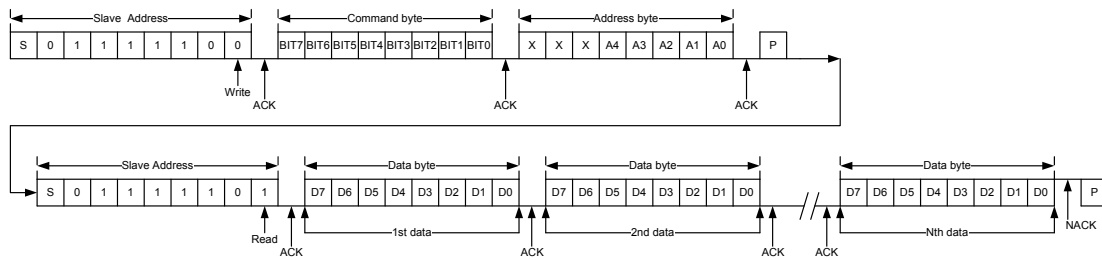 Slave Address Command byte Address byte
S 0 1 1 1 1 1 0 0 BIT7 BIT6 BIT5 BIT4 BIT3 BIT2 BIT1 BIT0 X X X A4 A3 A2 A1 A0 P
Write
ACK ACK ACK
Slave Address Data byte Data byte Data byte
S 0 1 1 1 1 1 0 1 D7 D6 D5 D4 D3 D2 D1 D0 D7 D6 D5 D4 D3 D2 D1 D0 D7 D6 D5 D4 D3 D2 D1 D0 P
Read 1st data 2nd data Nth data NACK
ACK ACK ACK ACK